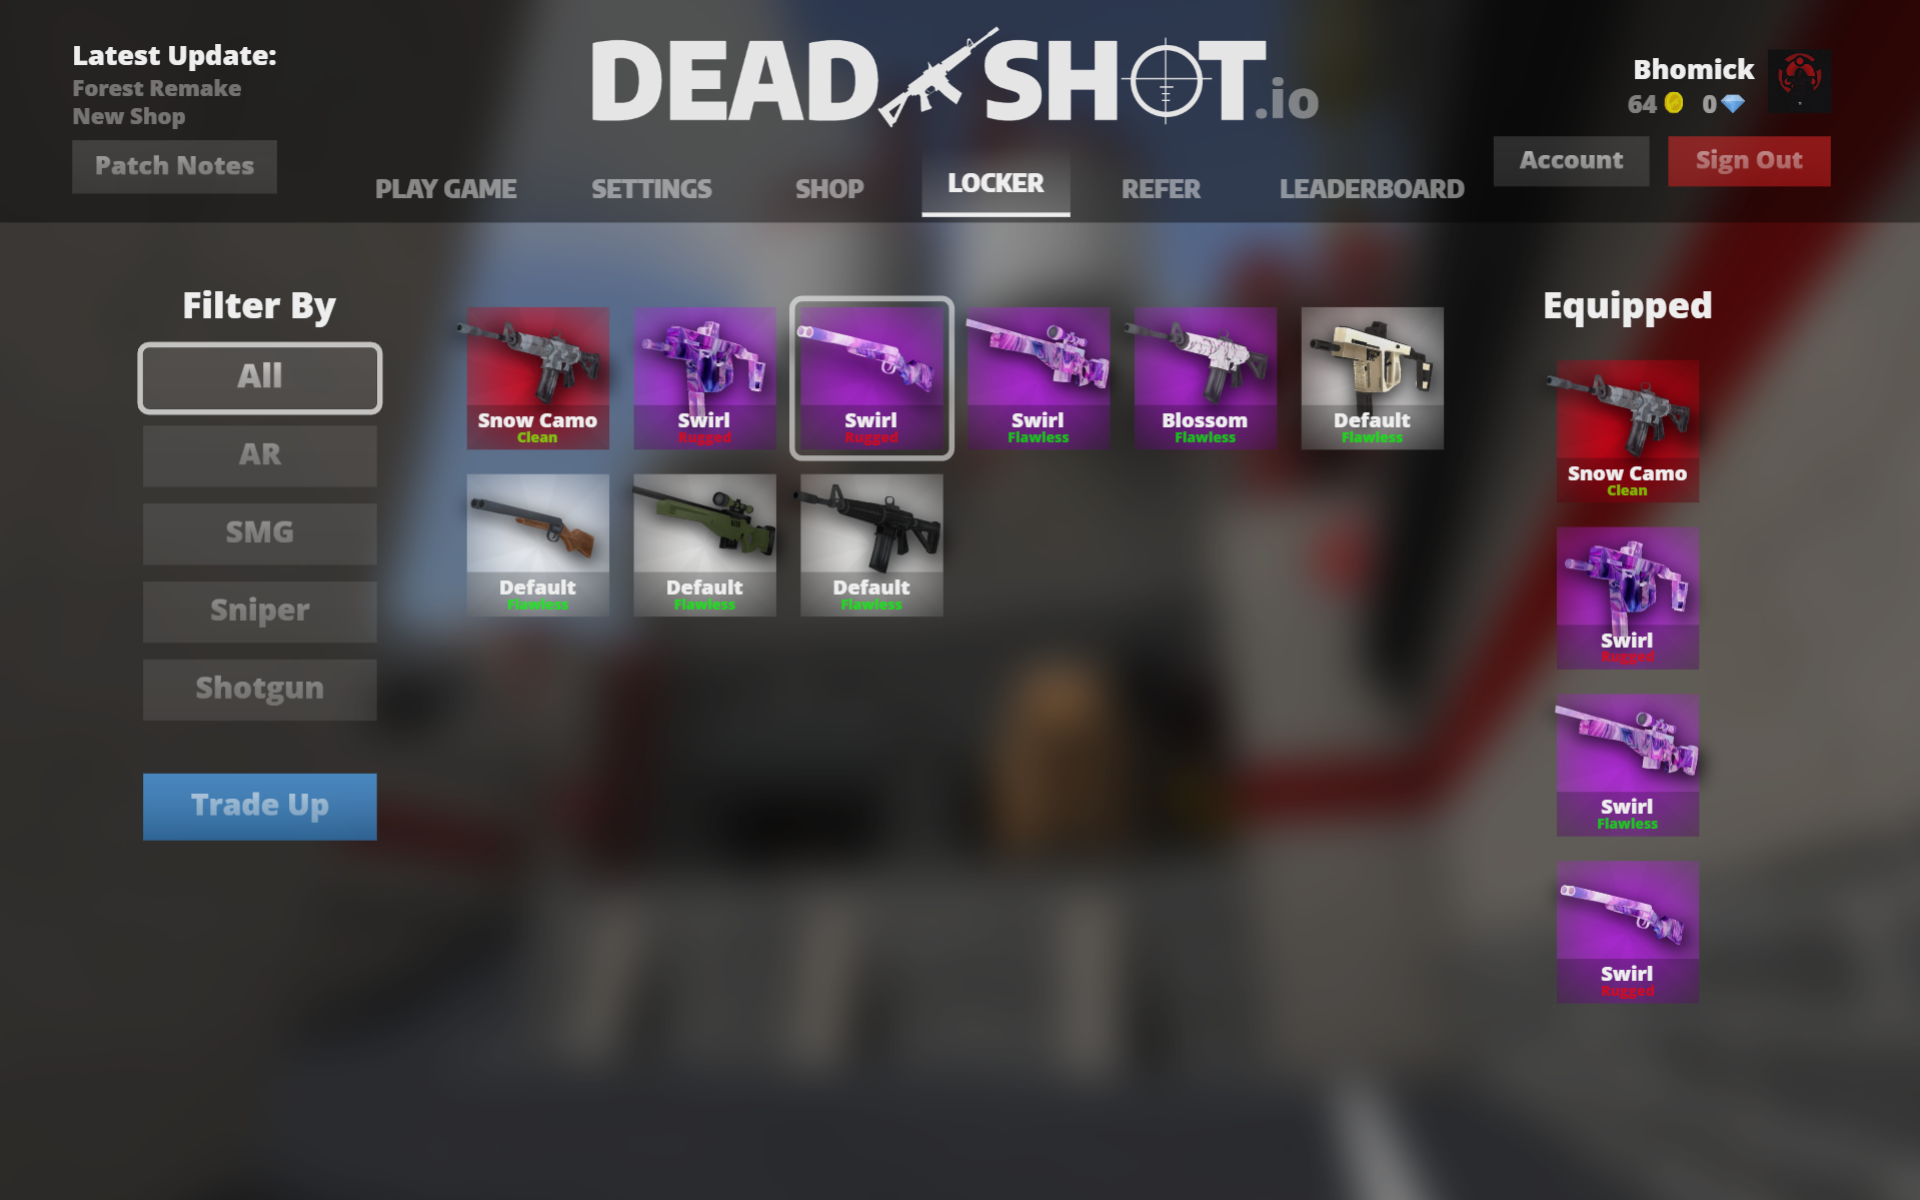 Latest Update:
Forest Remake
New Shop
Patch Notes
DEADSHOT.io
Bhomick
64 0
Account
Sign Out
PLAY GAME
SETTINGS
SHOP
LOCKER
REFER
LEADERBOARD
Filter By
All
AR
SMG
Sniper
Shotgun
Trade Up
Snow Camo
Clean
Swirl
Rugged
Swirl
Rugged
Swirl
Flawless
Blossom
Flawless
Default
Flawless
Default
Flawless
Default
Flawless
Default
Flawless
Equipped
Snow Camo
Clean
Swirl
Rugged
Swirl
Flawless
Swirl
Rugged